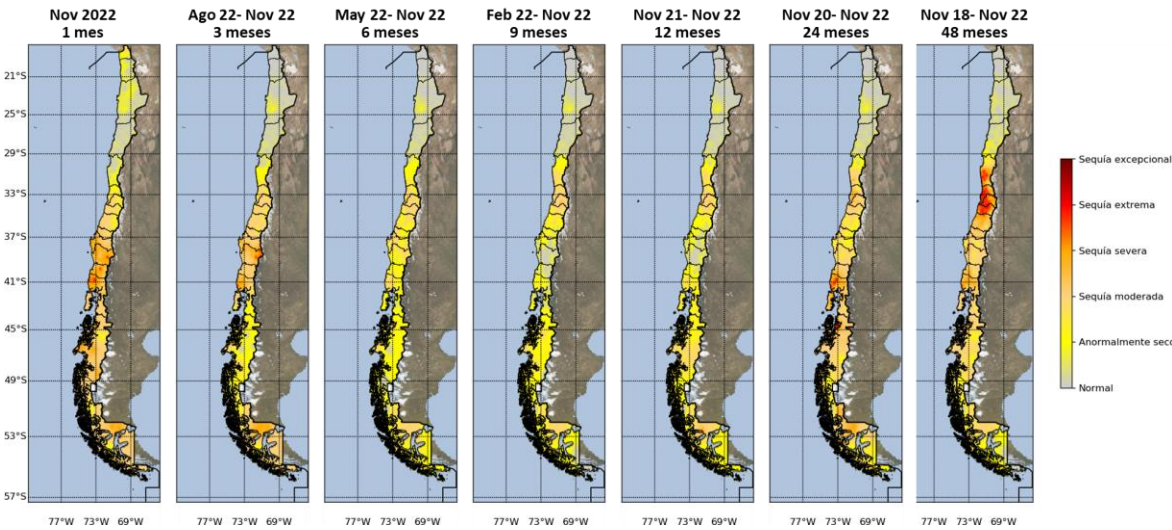 Nov 2022
1 mes
Ago 22- Nov 22
3 meses
May 22- Nov 22
6 meses
Feb 22- Nov 22
9 meses
Nov 21- Nov 22
12 meses
Nov 20- Nov 22
24 meses
Nov 18- Nov 22
48 meses
21°S
25°S
29°S
33°S
37°S
41°S
45°S
49°S
53°S
57°S
77°W 73°W 69°W
77°W 73°W 69°W
77°W 73°W 69°W
77°W 73°W 69°W
77°W 73°W 69°W
77°W 73°W 69°W
77°W 73°W 69°W
Sequía excepcional
Sequía extrema
Sequía severa
Sequía moderada
Anormalmente seco
Normal